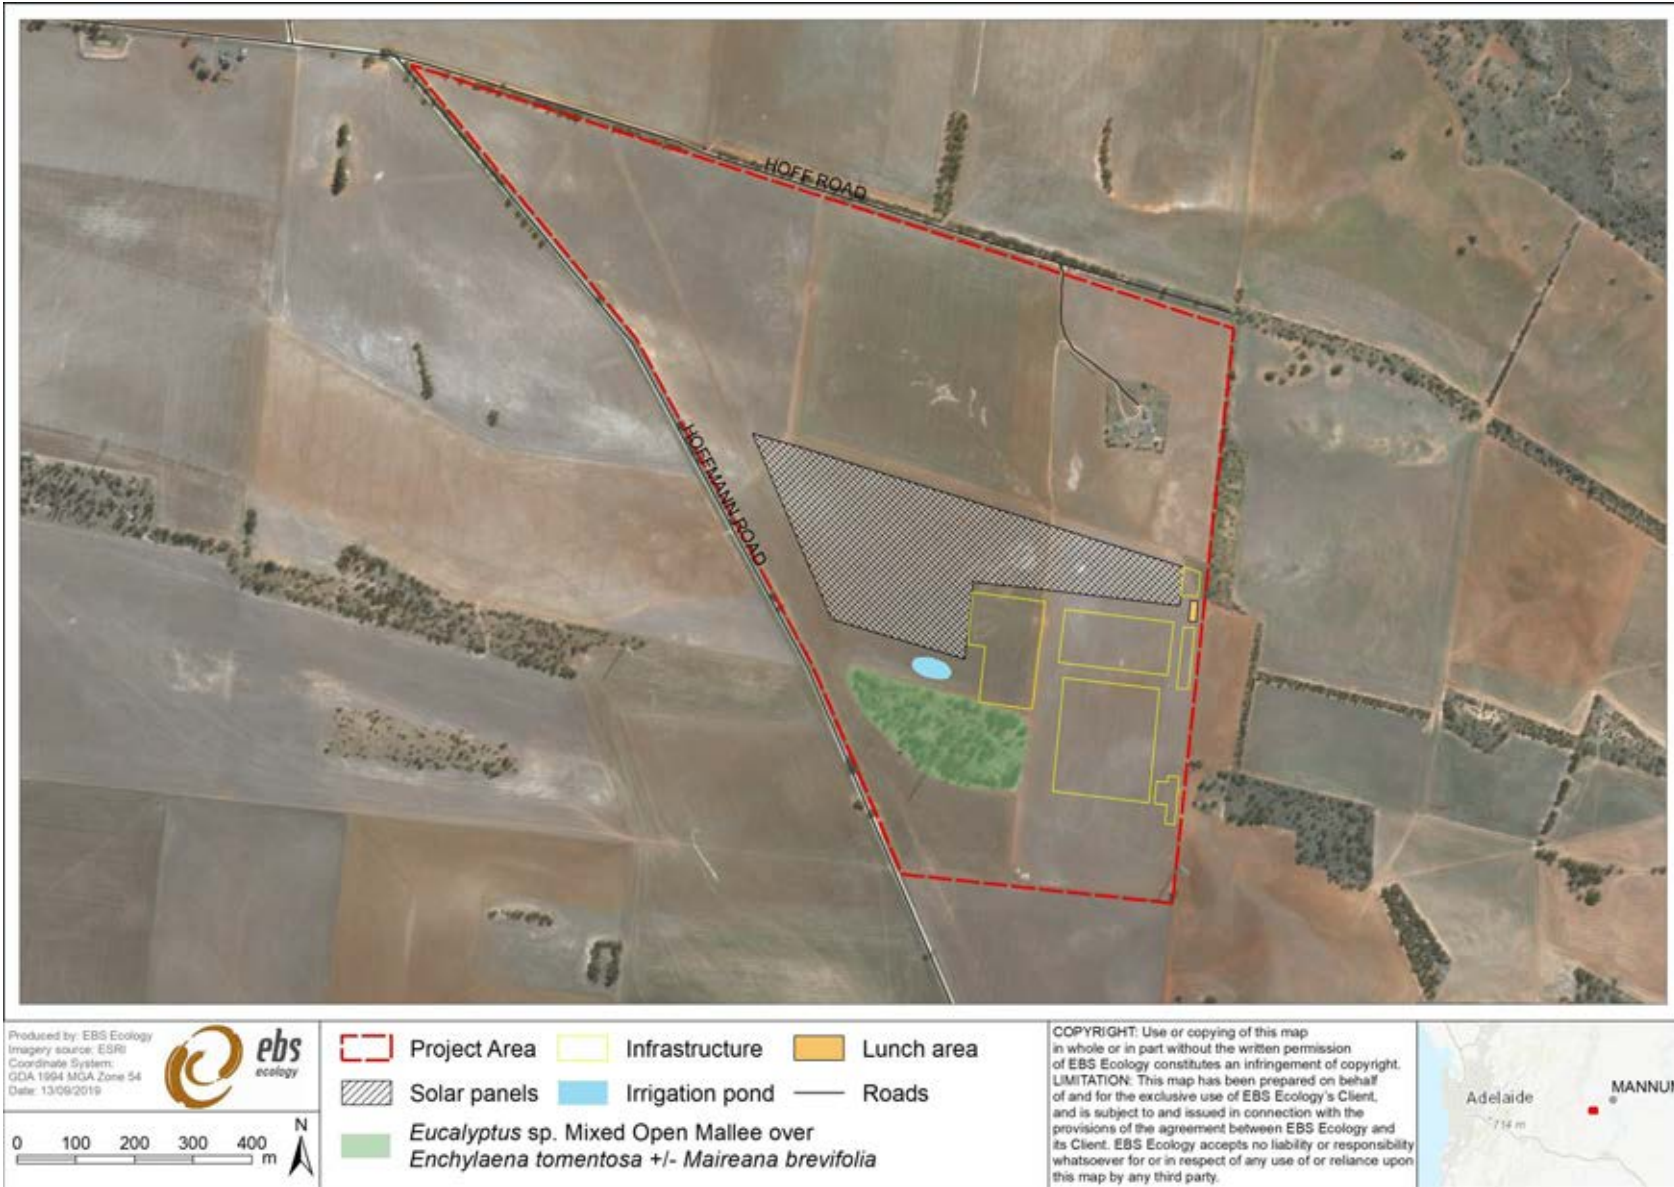 HOFF ROAD
HOFFMANN ROAD
Produced by: EBS Ecology
Imagery source: ESRI
Coordinate System:
GDA 1994 MGA Zone 54
Date: 13/09/2019
ebs
ecology
0 100 200 300 400
m
N
Project Area
Infrastructure
Lunch area
Solar panels
Irrigation pond
Roads
Eucalyptus sp. Mixed Open Mallee over
Enchylaena tomentosa +/- Maireana brevifolia
COPYRIGHT: Use or copying of this map
in whole or in part without the written permission
of EBS Ecology constitutes an infringement of copyright.
LIMITATION: This map has been prepared on behalf
of and for the exclusive use of EBS Ecology's Client,
and is subject to and issued in connection with the
provisions of the agreement between EBS Ecology and
its Client. EBS Ecology accepts no liability or responsibility
whatsoever for or in respect of any use of or reliance upon
this map by any third party.
MANNUM
Adelaide
714 m